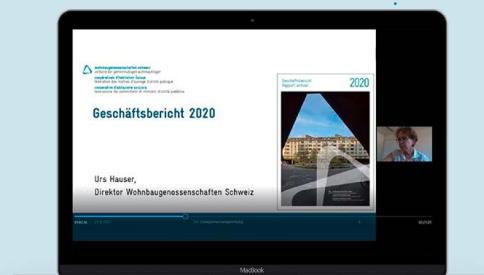 wohnbaugenossenschaften schweiz
verband der gemeinnützigen wohnbauträger
coopératives d'habitation Suisse
fédération des maîtres d'ouvrage d'utilité publique
cooperative d'abitazione svizzera
federazione dei committenti di immobili d'utilità pubblica
Geschäftsbericht 2020
Urs Hauser,
Direktor Wohnbaugenossenschaften Schweiz
Geschäftsbericht
Rapport annuel
2020
MacBook